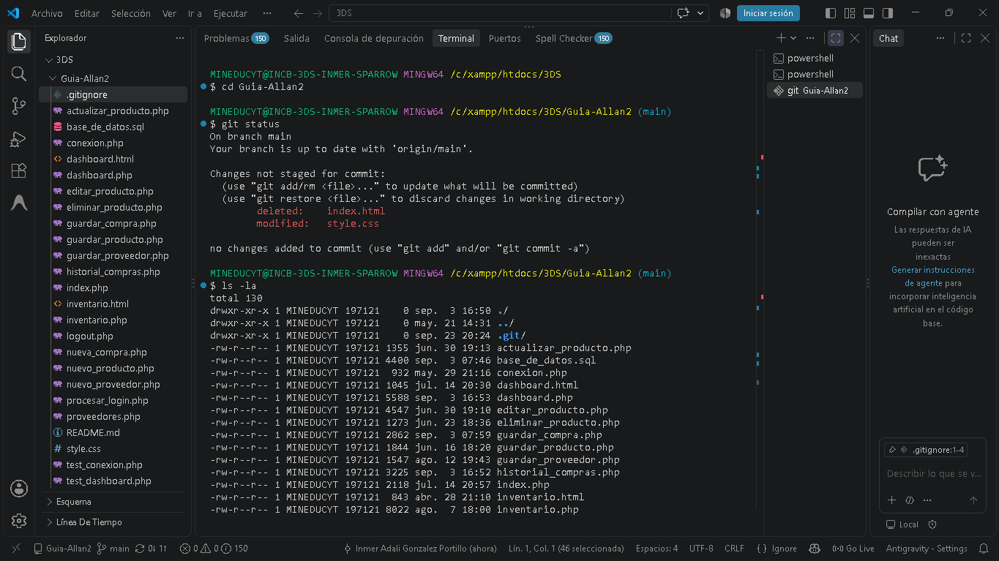 Archivo Editar Selección Ver Ir a Ejecutar ··· 3DS Iniciar sesión
Explorador ···
3DS
Guia-Allan2
.gitignore
actualizar_producto.php
base_de_datos.sql
conexion.php
dashboard.html
dashboard.php
editar_producto.php
eliminar_producto.php
guardar_compra.php
guardar_producto.php
guardar_proveedor.php
historial_compras.php
index.php
inventario.html
inventario.php
logout.php
nueva_compra.php
nuevo_producto.php
nuevo_proveedor.php
procesar_login.php
proveedores.php
README.md
style.css
test_conexion.php
test_dashboard.php
Esquema
Línea De Tiempo
Problemas 150 Salida Consola de depuración Terminal Puertos Spell Checker 150
MINEDUCYT@INCB-3DS-INMER-SPARROW MINGW64 /c/xampp/htdocs/3DS
$ cd Guia-Allan2
MINEDUCYT@INCB-3DS-INMER-SPARROW MINGW64 /c/xampp/htdocs/3DS/Guia-Allan2 (main)
$ git status
On branch main
Your branch is up to date with 'origin/main'.
Changes not staged for commit:
(use "git add/rm <file>..." to update what will be committed)
(use "git restore <file>..." to discard changes in working directory)
deleted: index.html
modified: style.css
no changes added to commit (use "git add" and/or "git commit -a")
MINEDUCYT@INCB-3DS-INMER-SPARROW MINGW64 /c/xampp/htdocs/3DS/Guia-Allan2 (main)
$ ls -la
total 130
drwxr-xr-x 1 MINEDUCYT 197121 0 sep. 3 16:50 ./
drwxr-xr-x 1 MINEDUCYT 197121 0 may. 21 14:31 ../
drwxr-xr-x 1 MINEDUCYT 197121 0 sep. 23 20:24 .git/
-rw-r--r-- 1 MINEDUCYT 197121 1355 jun. 30 19:13 actualizar_producto.php
-rw-r--r-- 1 MINEDUCYT 197121 4400 sep. 3 07:46 base_de_datos.sql
-rw-r--r-- 1 MINEDUCYT 197121 932 may. 29 21:16 conexion.php
-rw-r--r-- 1 MINEDUCYT 197121 1045 jul. 14 20:30 dashboard.html
-rw-r--r-- 1 MINEDUCYT 197121 5588 sep. 3 16:53 dashboard.php
-rw-r--r-- 1 MINEDUCYT 197121 4547 jun. 30 19:10 editar_producto.php
-rw-r--r-- 1 MINEDUCYT 197121 1273 jun. 23 18:36 eliminar_producto.php
-rw-r--r-- 1 MINEDUCYT 197121 2862 sep. 3 07:59 guardar_compra.php
-rw-r--r-- 1 MINEDUCYT 197121 1844 jun. 16 18:20 guardar_producto.php
-rw-r--r-- 1 MINEDUCYT 197121 1547 ago. 12 19:43 guardar_proveedor.php
-rw-r--r-- 1 MINEDUCYT 197121 3225 sep. 3 16:52 historial_compras.php
-rw-r--r-- 1 MINEDUCYT 197121 2118 jul. 14 20:57 index.php
-rw-r--r-- 1 MINEDUCYT 197121 843 abr. 28 21:10 inventario.html
-rw-r--r-- 1 MINEDUCYT 197121 8022 ago. 7 18:00 inventario.php
powershell
powershell
git Guia-Allan2
Chat
Compilar con agente
Las respuestas de IA
pueden ser
inexactas
Generar instrucciones
de agente para
incorporar inteligencia
artificial en el código
base.
.gitignore:1-4
Describir lo que se v...
Local
Guia-Allan2 main 0↓ 1↑ 0 0 150 Inmer Adali Gonzalez Portillo (ahora) Lín. 1, Col. 1 (46 seleccionada) Espacios: 4 UTF-8 CRLF { } Ignore Go Live Antigravity - Settings